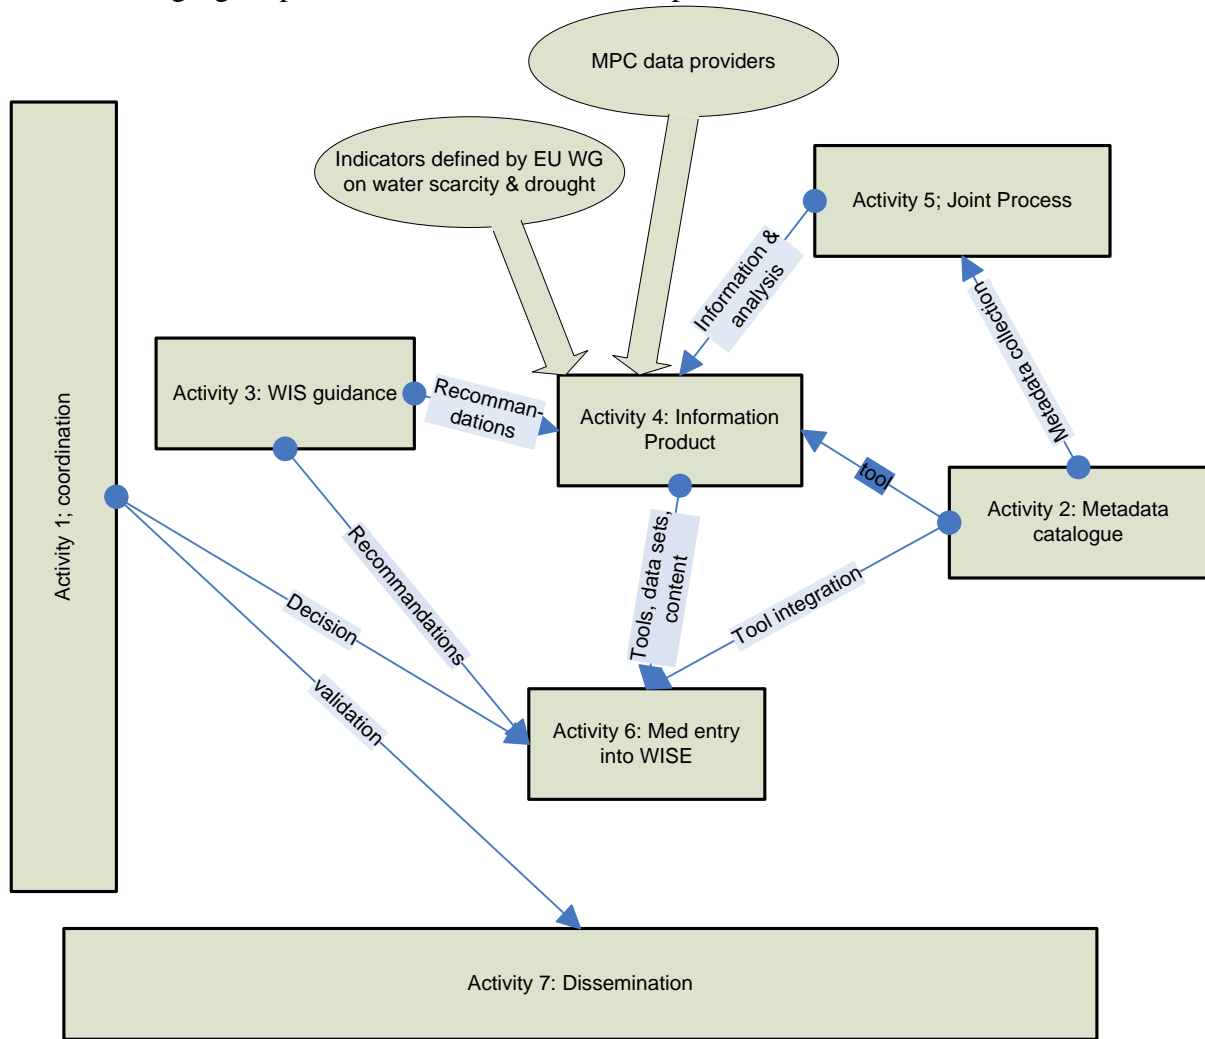 MPC data providers
Indicators defined by EU WG
on water scarcity & drought
Activity 5; Joint Process
Information &
analysis
Metadata collection
Activity 1; coordination
Activity 3: WIS guidance
Recomman-
dations
Activity 4: Information
Product
tool
Activity 2: Metadata
catalogue
Tools, data sets,
content
Tool integration
Recommandations
Decision
validation
Activity 6: Med entry
into WISE
Activity 7: Dissemination